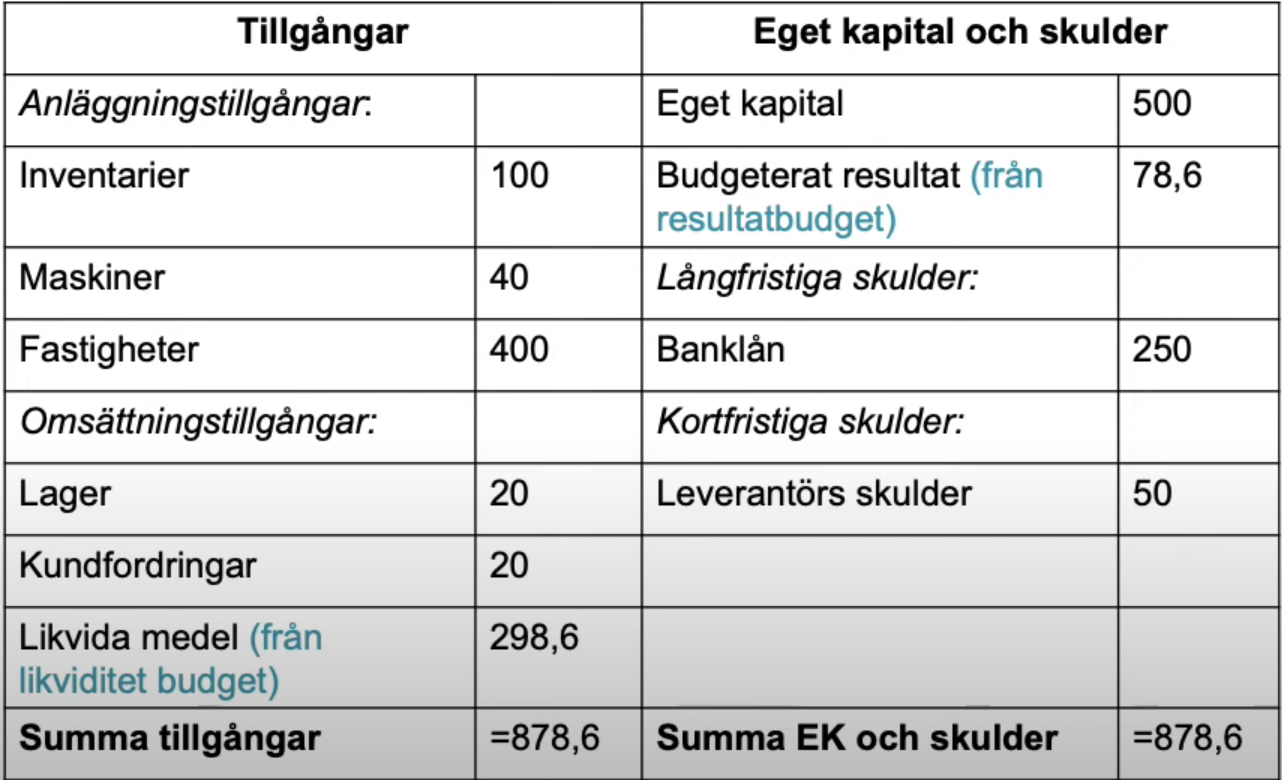 Tillgångar Eget kapital och skulder
Anläggningstillgångar: Eget kapital 500
Inventarier 100 Budgeterat resultat (från 78,6
resultatbudget)
Maskiner 40 Långfristiga skulder:
Fastigheter 400 Banklån 250
Omsättningstillgångar: Kortfristiga skulder:
Lager 20 Leverantörs skulder 50
Kundfordringar 20
Likvida medel (från 298,6
likviditet budget)
Summa tillgångar =878,6 Summa EK och skulder =878,6